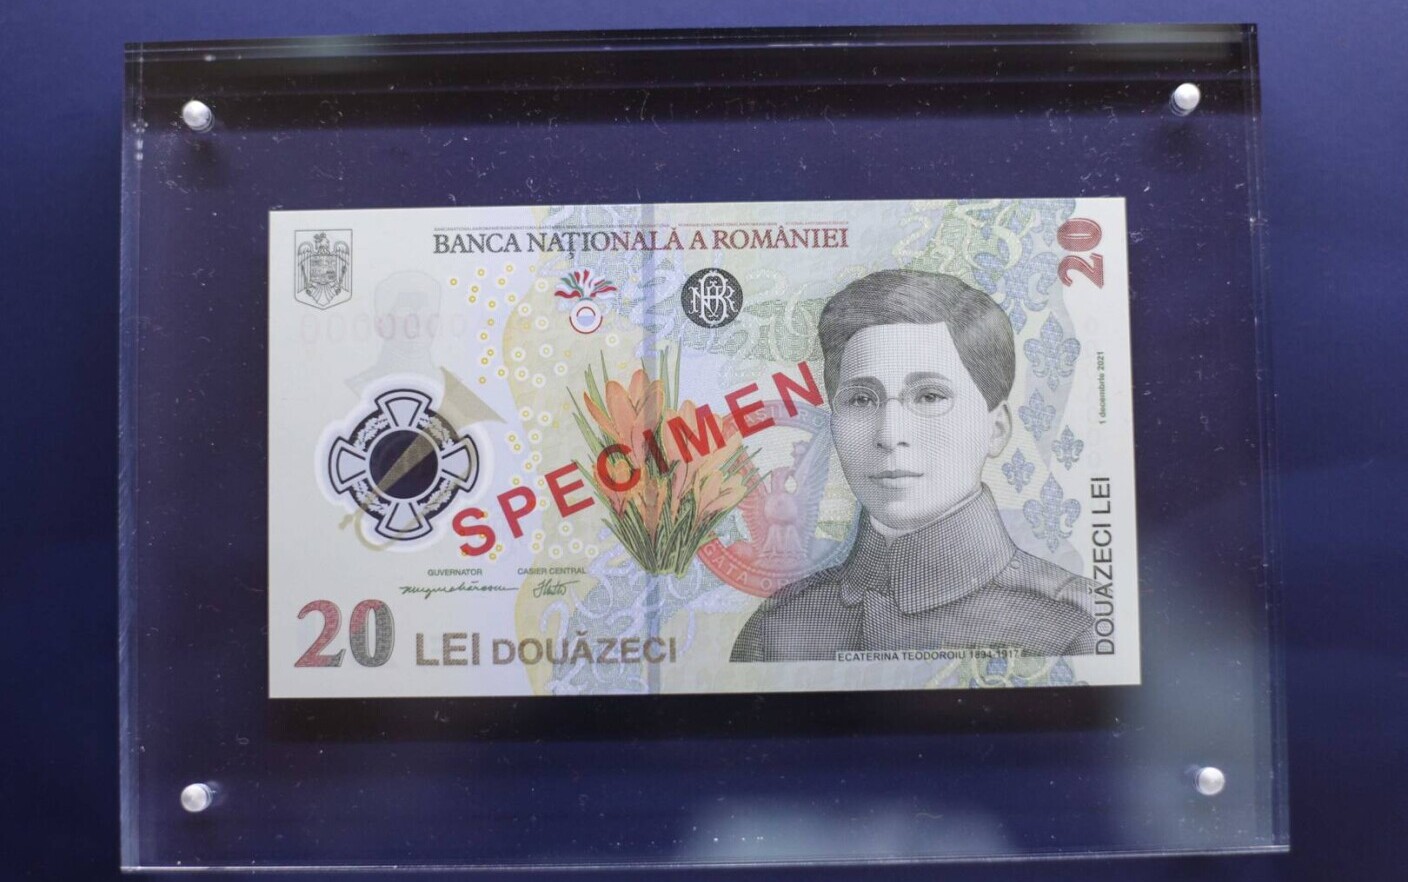 BANCA NAȚIONALĂ A ROMÂNIEI
20
1 decembrie 2021
SPECIMEN
GUVERNATOR
CASIER CENTRAL
20 LEI DOUĂZECI
ECATERINA TEODOROIU 1894-1917
DOUĂZECI LEI